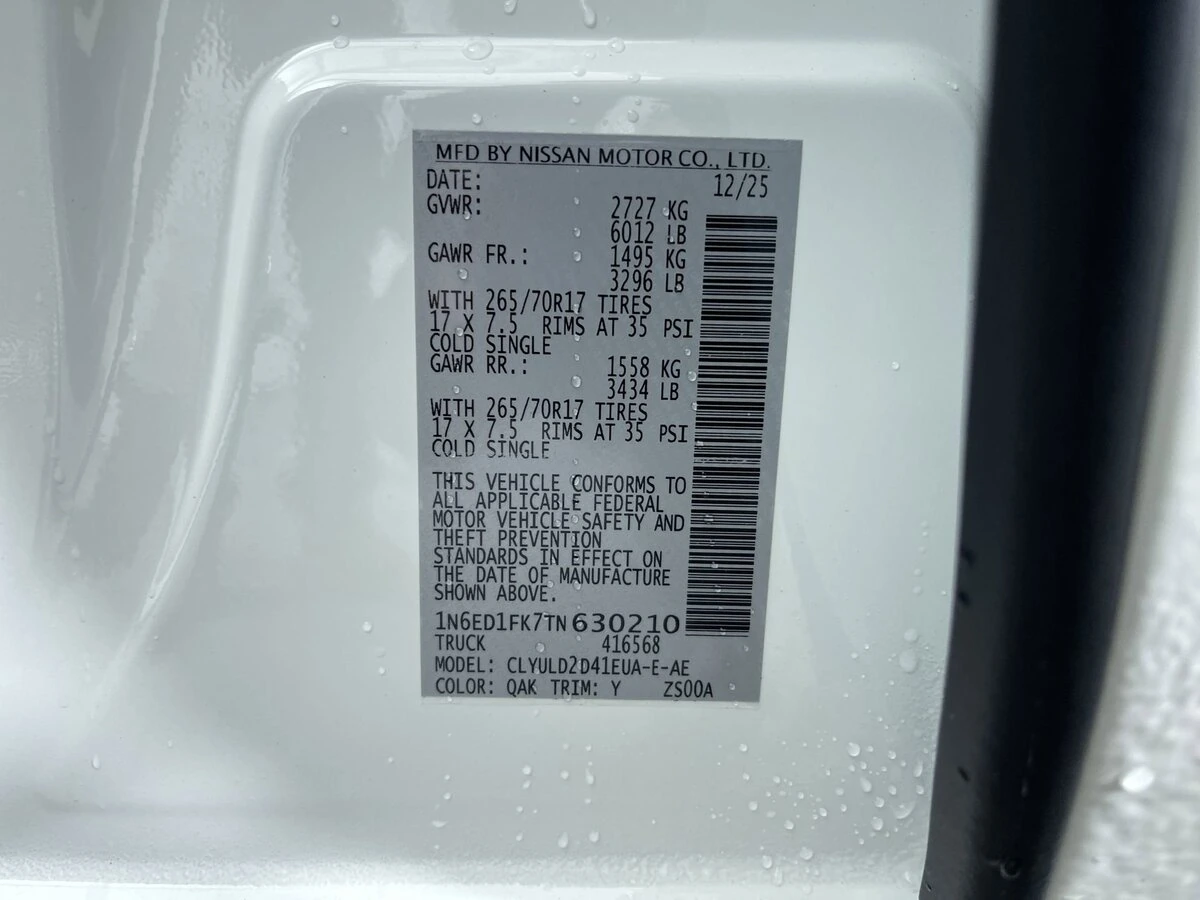 MFD BY NISSAN MOTOR CO., LTD.
DATE: 12/25
GVWR: 2727 KG
6012 LB
GAWR FR.: 1495 KG
3296 LB
WITH 265/70R17 TIRES
17 X 7.5 RIMS AT 35 PSI
COLD SINGLE
GAWR RR.: 1558 KG
3434 LB
WITH 265/70R17 TIRES
17 X 7.5 RIMS AT 35 PSI
COLD SINGLE
THIS VEHICLE CONFORMS TO
ALL APPLICABLE FEDERAL
MOTOR VEHICLE SAFETY AND
THEFT PREVENTION
STANDARDS IN EFFECT ON
THE DATE OF MANUFACTURE
SHOWN ABOVE.
1N6ED1FK7TN630210
TRUCK 416568
MODEL: CLYULD2D41EUA-E-AE
COLOR: QAK TRIM: Y ZS00A